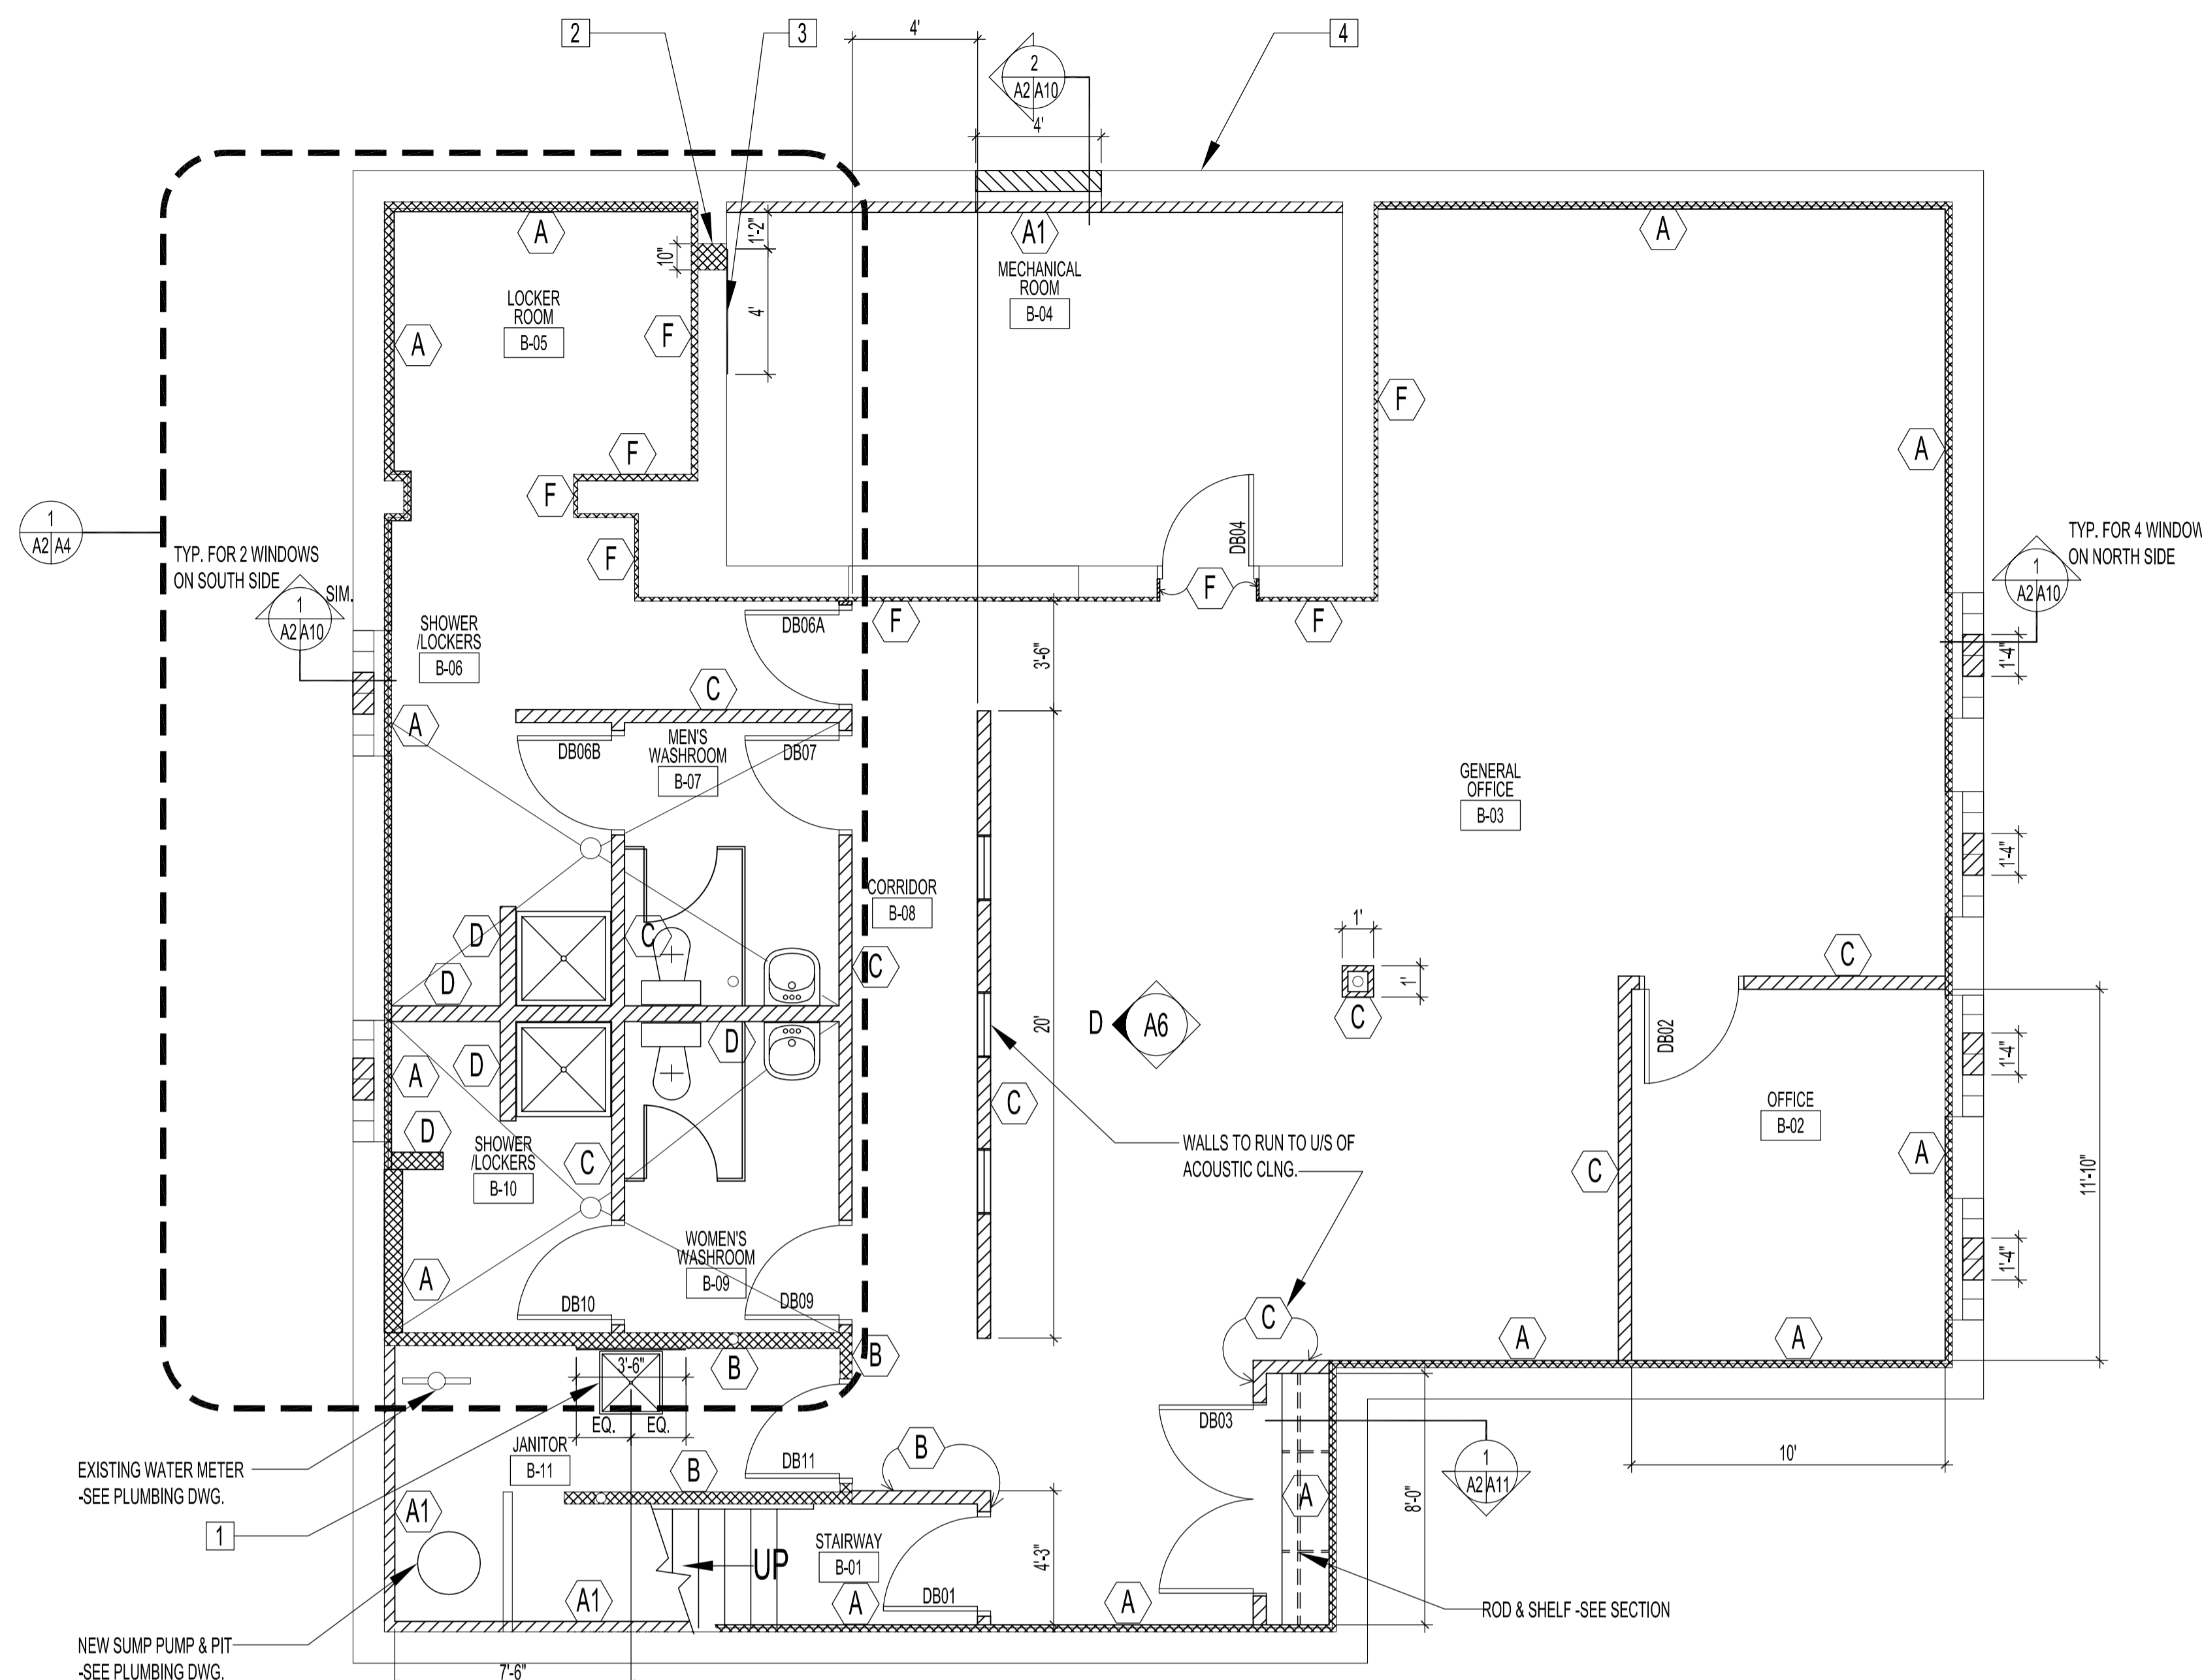 2
3
4'
2
A2 A10
4
4'
A
1'-2"
10"
4'
A1
MECHANICAL
ROOM
B-04
A
LOCKER
ROOM
B-05
A
F
F
A
F
F
1
A2 A4
TYP. FOR 2 WINDOWS
ON SOUTH SIDE
1
A2 A10
SIM.
F
DB04
F
F
F
TYP. FOR 4 WINDOW
ON NORTH SIDE
1
A2 A10
SHOWER
/LOCKERS
B-06
DB06A
3'-6"
1'-4"
C
A
DB06B
MEN'S
WASHROOM
B-07
DB07
GENERAL
OFFICE
B-03
1'-4"
CORRIDOR
B-08
D
C
D
C
1'
1'
C
C
D
A6
20'
DB02
1'-4"
D
D
A
C
D
OFFICE
B-02
A
WALLS TO RUN TO U/S OF
ACOUSTIC CLNG.
SHOWER
/LOCKERS
B-10
C
C
11'-10"
WOMEN'S
WASHROOM
B-09
A
1'-4"
DB10
DB09
C
A
A
B
B
3'-6"
EQ.
EQ.
DB03
JANITOR
B-11
B
DB11
B
10'
EXISTING WATER METER
-SEE PLUMBING DWG.
1
A2 A11
A1
A
8'-0"
1
STAIRWAY
B-01
UP
4'-3"
A1
A
DB01
A
ROD & SHELF -SEE SECTION
NEW SUMP PUMP & PIT
-SEE PLUMBING DWG.
7'-6"